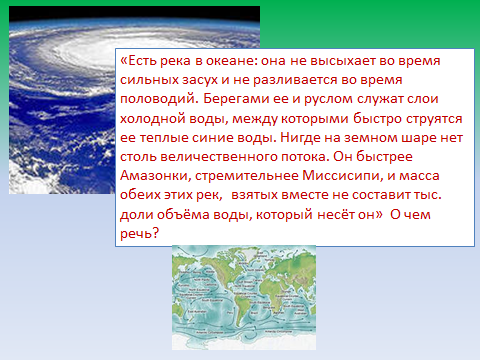 «Есть река в океане: она не высыхает во время
сильных засух и не разливается во время
половодий. Берегами ее и руслом служат слои
холодной воды, между которыми быстро струятся
ее теплые синие воды. Нигде на земном шаре нет
столь величественного потока. Он быстрее
Амазонки, стремительнее Миссисипи, и масса
обеих этих рек, взятых вместе не составит тыс.
доли объёма воды, который несёт он» О чем
речь?